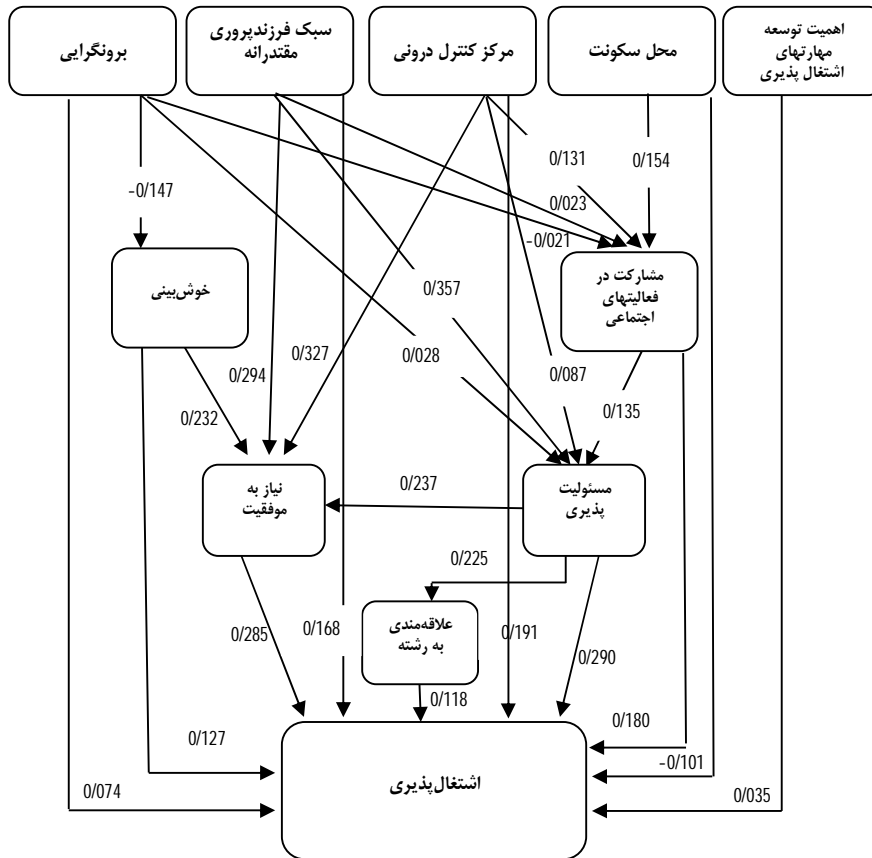 اهمیت توسعه
مهارتهای
اشتغال پذیری
محل سکونت
مرکز کنترل درونی
سبک فرزندپروری
مقتدرانه
برونگرایی
0/131
0/154
-0/147
0/023
-0/021
خوش‌بینی
مشارکت در
فعالیتهای
اجتماعی
0/357
0/327
0/028
0/294
0/087
0/232
0/135
نیاز به
موفقیت
مسئولیت
پذیری
0/237
0/225
علاقه‌مندی
به رشته
0/285
0/168
0/191
0/290
0/118
0/180
0/127
-0/101
0/074
0/035
اشتغال‌پذیری